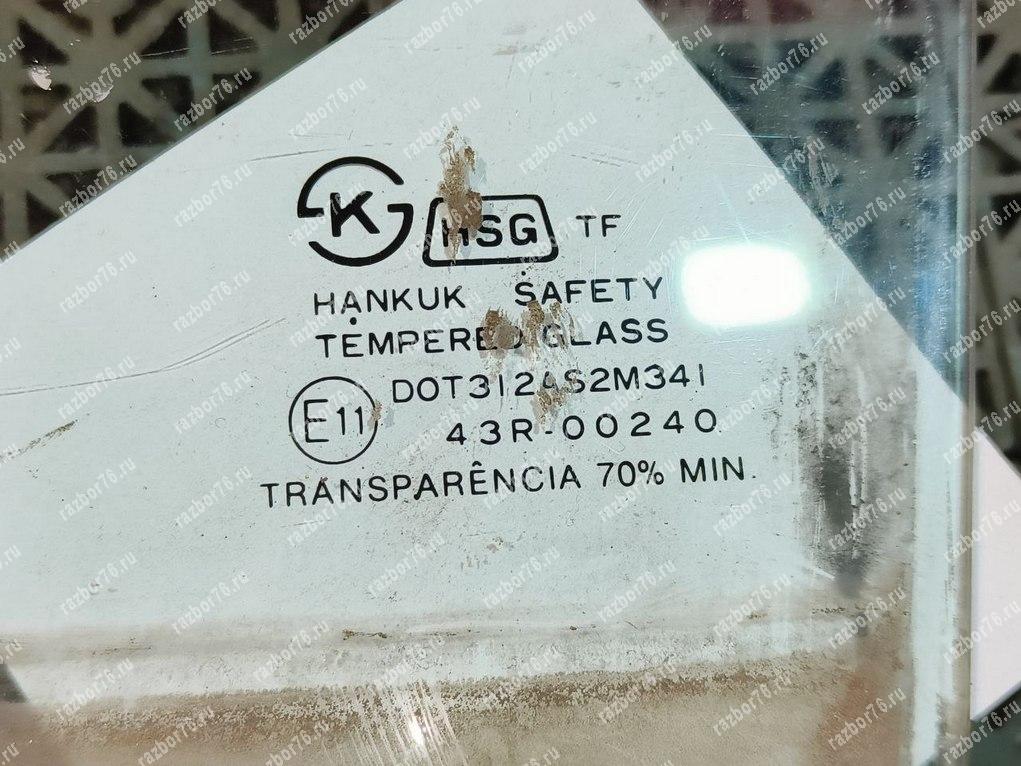 K HSG TF
HANKUK SAFETY
TEMPERED GLASS
E11 DOT312AS2M341
43R-00240
TRANSPARÊNCIA 70% MIN.
razbor76.ru